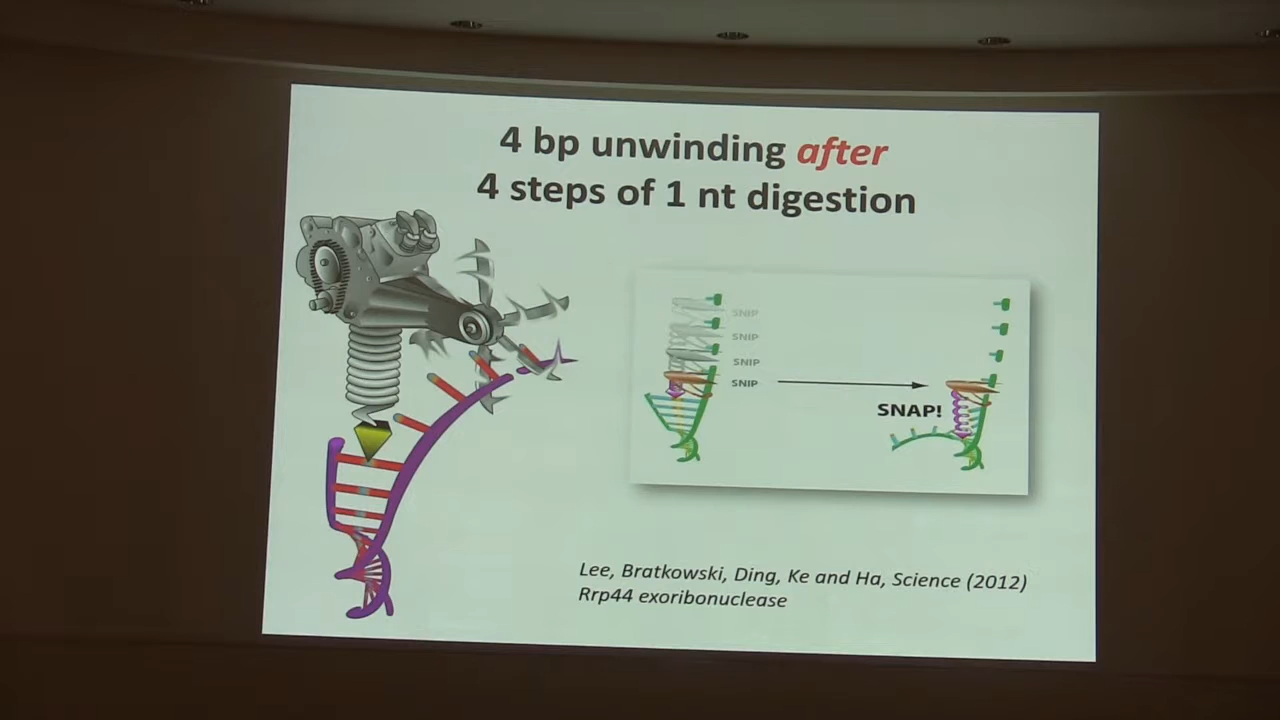 4 bp unwinding after
4 steps of 1 nt digestion
SNIP
SNIP
SNIP
SNIP
SNAP!
Lee, Bratkowski, Ding, Ke and Ha, Science (2012)
Rrp44 exoribonuclease